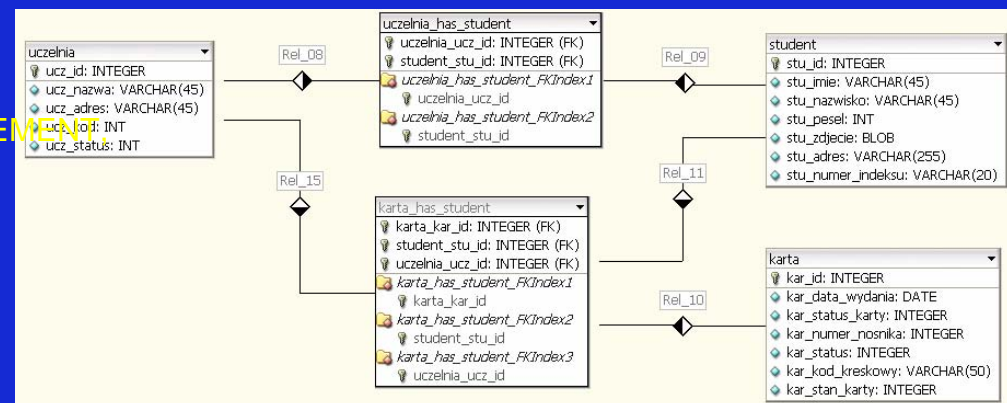 uczelnia
ucz_id: INTEGER
ucz_nazwa: VARCHAR(45)
ucz_adres: VARCHAR(45)
ucz_kod: INT
ucz_status: INT
EMENT,
Rel_08
uczelnia_has_student
uczelnia_ucz_id: INTEGER (FK)
student_stu_id: INTEGER (FK)
uczelnia_has_student_FKIndex1
uczelnia_ucz_id
uczelnia_has_student_FKIndex2
student_stu_id
Rel_09
student
stu_id: INTEGER
stu_imie: VARCHAR(45)
stu_nazwisko: VARCHAR(45)
stu_pesel: INT
stu_zdjecie: BLOB
stu_adres: VARCHAR(255)
stu_numer_indeksu: VARCHAR(20)
Rel_15
Rel_11
karta_has_student
karta_kar_id: INTEGER (FK)
student_stu_id: INTEGER (FK)
uczelnia_ucz_id: INTEGER (FK)
karta_has_student_FKIndex1
karta_kar_id
karta_has_student_FKIndex2
student_stu_id
karta_has_student_FKIndex3
uczelnia_ucz_id
Rel_10
karta
kar_id: INTEGER
kar_data_wydania: DATE
kar_status_karty: INTEGER
kar_numer_nosnika: INTEGER
kar_status: INTEGER
kar_kod_kreskowy: VARCHAR(50)
kar_stan_karty: INTEGER